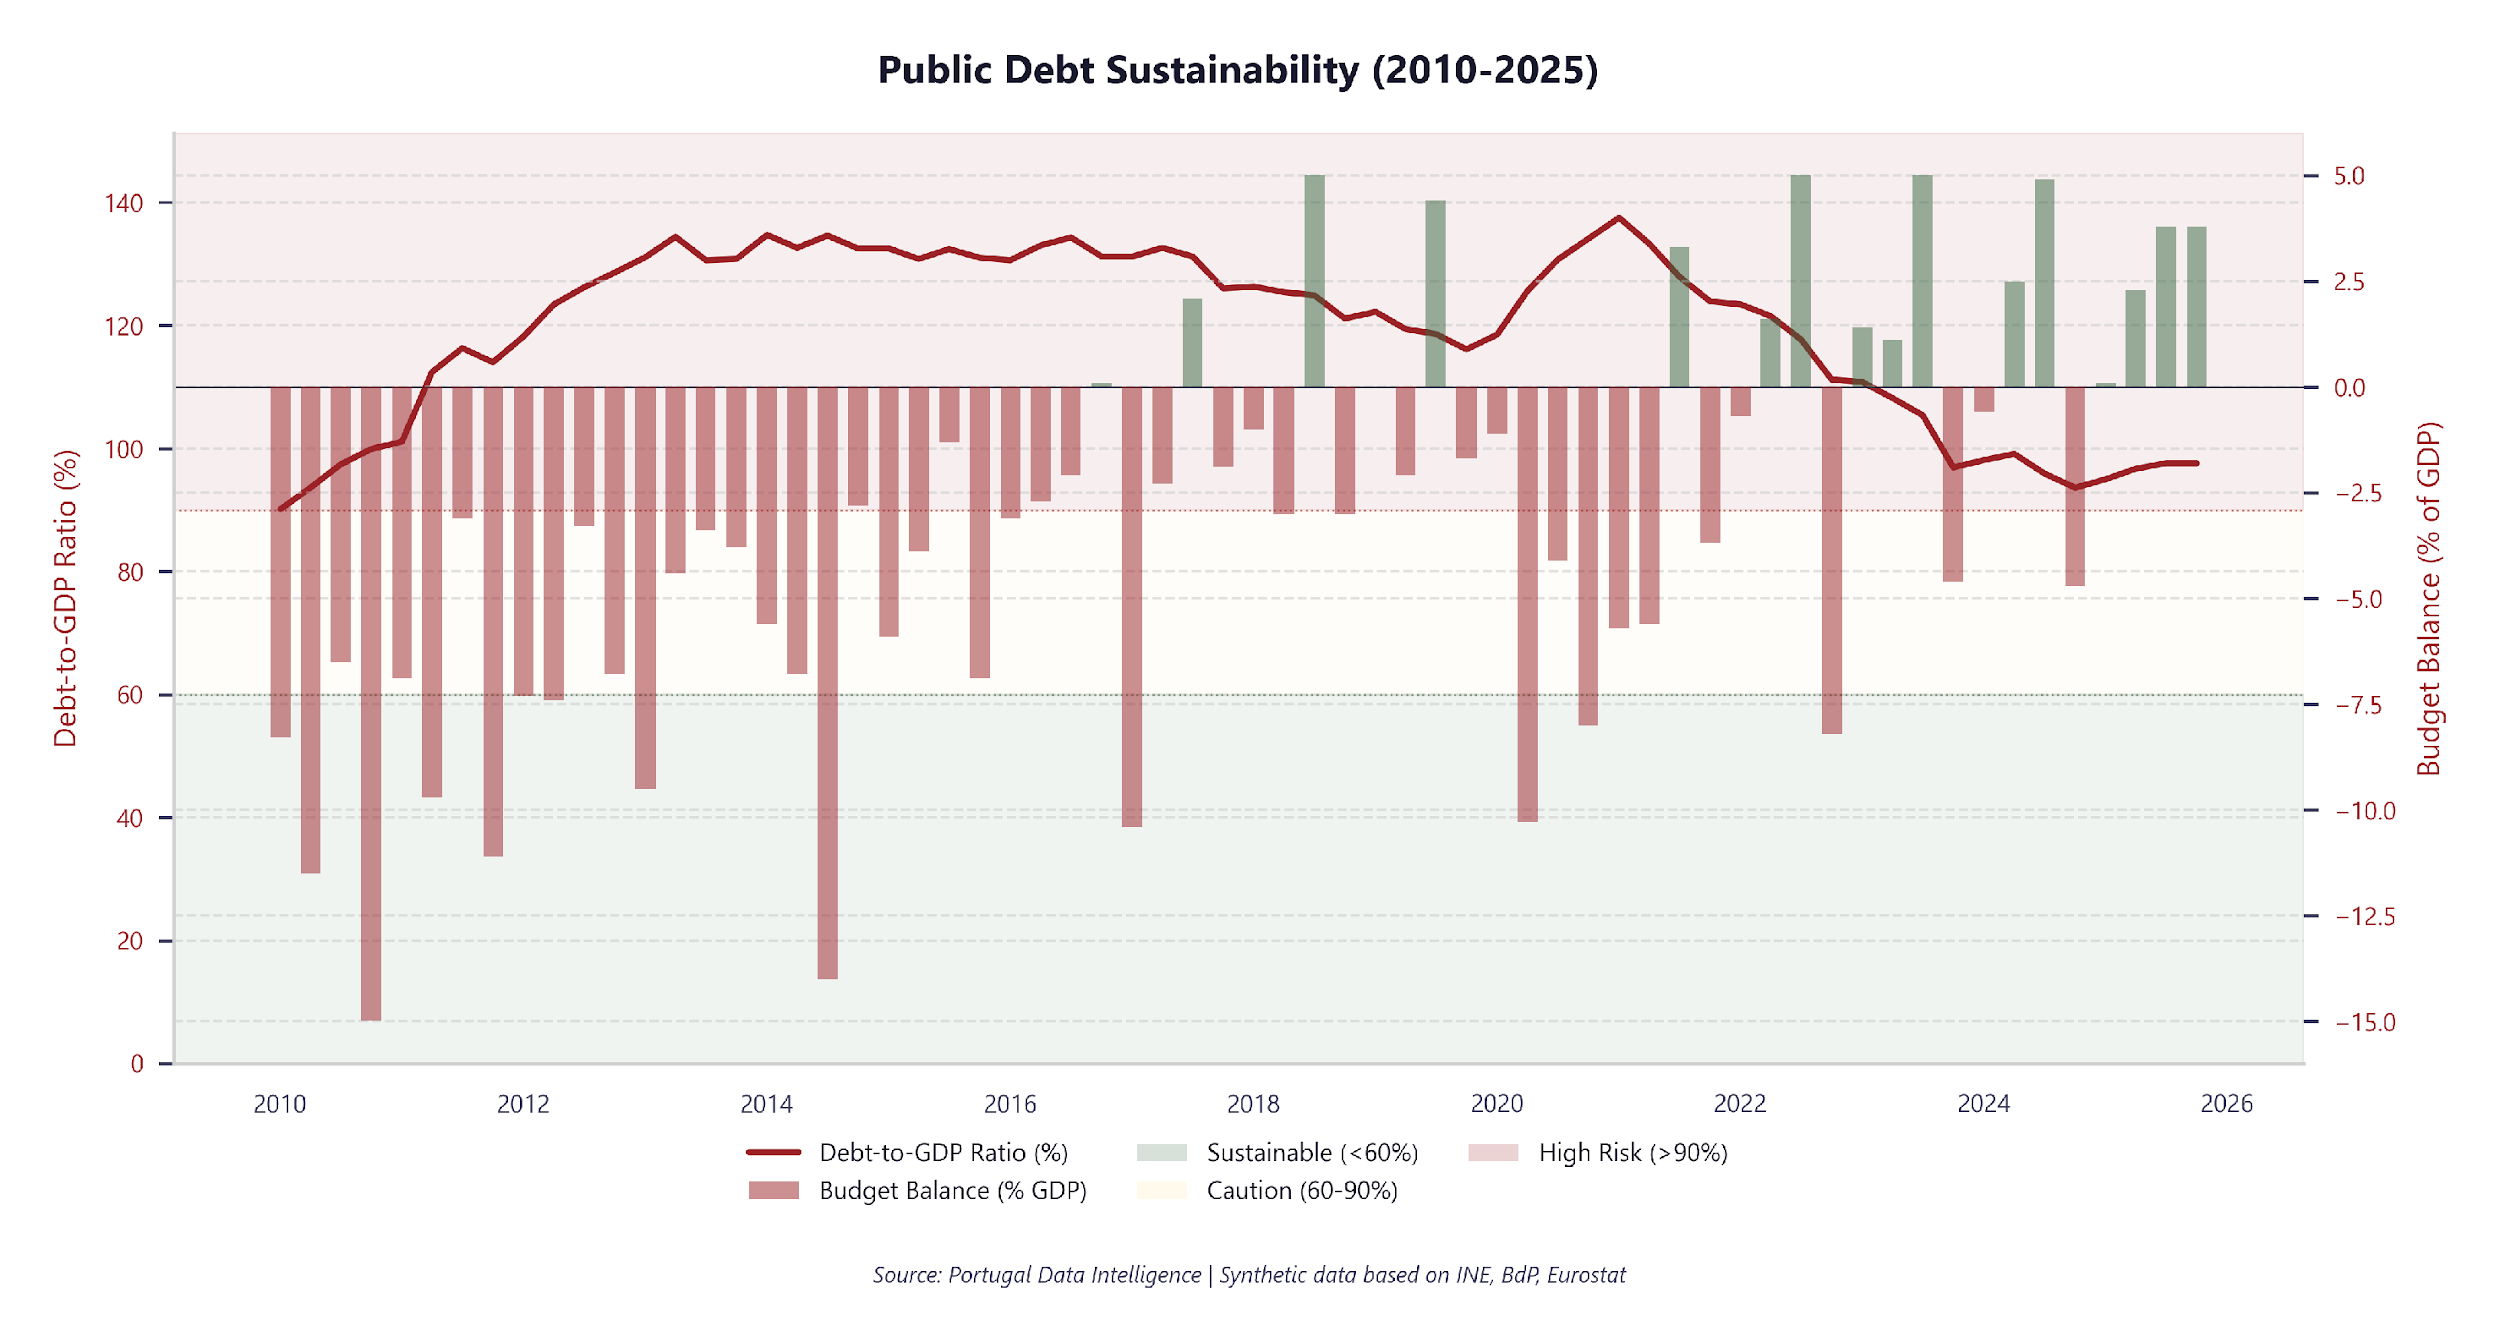 Public Debt Sustainability (2010-2025)
Debt-to-GDP Ratio (%)
140
120
100
80
60
40
20
0
5.0
2.5
0.0
−2.5
−5.0
−7.5
−10.0
−12.5
−15.0
Budget Balance (% of GDP)
2010 2012 2014 2016 2018 2020 2022 2024 2026
Debt-to-GDP Ratio (%)
Budget Balance (% GDP)
Sustainable (<60%)
Caution (60-90%)
High Risk (>90%)
Source: Portugal Data Intelligence | Synthetic data based on INE, BdP, Eurostat